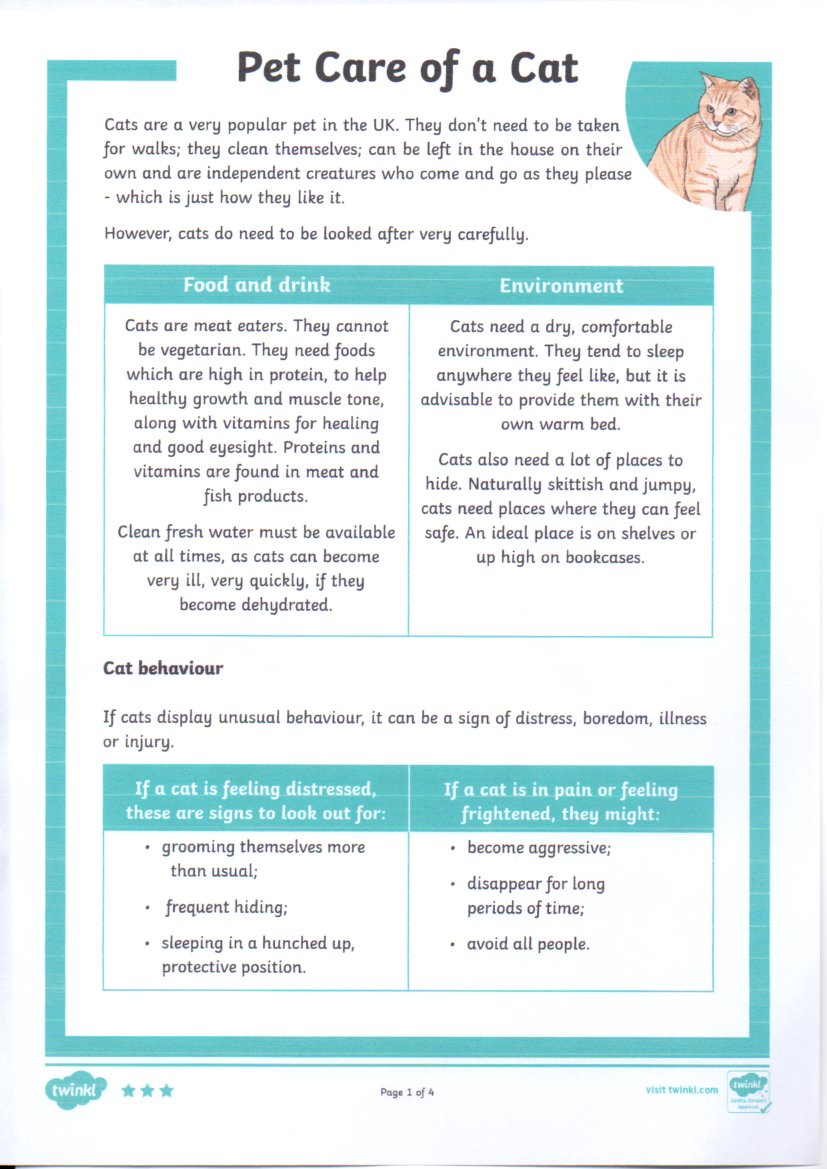 Pet Care of a Cat
Cats are a very popular pet in the UK. They don't need to be taken
for walks; they clean themselves; can be left in the house on their
own and are independent creatures who come and go as they please
- which is just how they like it.
However, cats do need to be looked after very carefully.
Food and drink
Cats are meat eaters. They cannot
be vegetarian. They need foods
which are high in protein, to help
healthy growth and muscle tone,
along with vitamins for healing
and good eyesight. Proteins and
vitamins are found in meat and
fish products.
Clean fresh water must be available
at all times, as cats can become
very ill, very quickly, if they
become dehydrated.
Environment
Cats need a dry, comfortable
environment. They tend to sleep
anywhere they feel like, but it is
advisable to provide them with their
own warm bed.
Cats also need a lot of places to
hide. Naturally skittish and jumpy,
cats need places where they can feel
safe. An ideal place is on shelves or
up high on bookcases.
Cat behaviour
If cats display unusual behaviour, it can be a sign of distress, boredom, illness
or injury.
If a cat is feeling distressed,
these are signs to look out for:
• grooming themselves more
than usual;
• frequent hiding;
• sleeping in a hunched up,
protective position.
If a cat is in pain or feeling
frightened, they might:
• become aggressive;
• disappear for long
periods of time;
• avoid all people.
twinkl
Page 1 of 4
visit twinkl.com
twinkl
Quality Standard
Approved